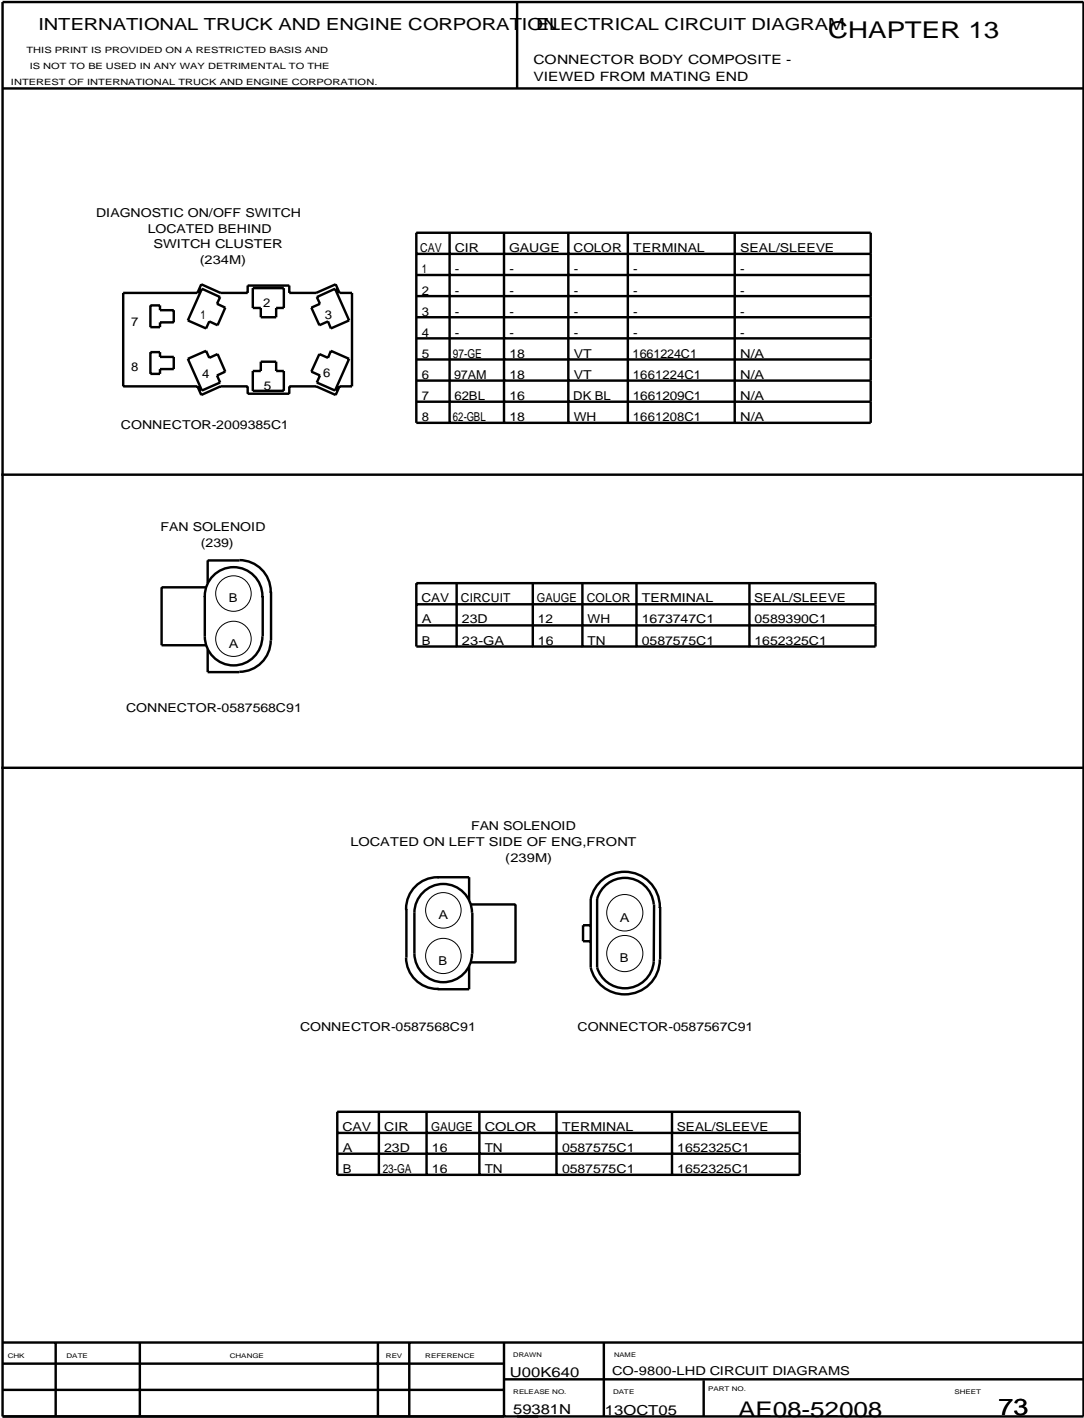 INTERNATIONAL TRUCK AND ENGINE CORPORATION
THIS PRINT IS PROVIDED ON A RESTRICTED BASIS AND
IS NOT TO BE USED IN ANY WAY DETRIMENTAL TO THE
INTEREST OF INTERNATIONAL TRUCK AND ENGINE CORPORATION.
ELECTRICAL CIRCUIT DIAGRAM
CHAPTER 13
CONNECTOR BODY COMPOSITE -
VIEWED FROM MATING END
DIAGNOSTIC ON/OFF SWITCH
LOCATED BEHIND
SWITCH CLUSTER
(234M)
7 1 2 3
8 4 5 6
CONNECTOR-2009385C1
CAV CIR GAUGE COLOR TERMINAL SEAL/SLEEVE
1 - - - - -
2 - - - - -
3 - - - - -
4 - - - - -
5 97-GE 18 VT 1661224C1 N/A
6 97AM 18 VT 1661224C1 N/A
7 62BL 16 DK BL 1661209C1 N/A
8 62-GBL 18 WH 1661208C1 N/A
FAN SOLENOID
(239)
B
A
CONNECTOR-0587568C91
CAV CIRCUIT GAUGE COLOR TERMINAL SEAL/SLEEVE
A 23D 12 WH 1673747C1 0589390C1
B 23-GA 16 TN 0587575C1 1652325C1
FAN SOLENOID
LOCATED ON LEFT SIDE OF ENG,FRONT
(239M)
A A
B B
CONNECTOR-0587568C91 CONNECTOR-0587567C91
CAV CIR GAUGE COLOR TERMINAL SEAL/SLEEVE
A 23D 16 TN 0587575C1 1652325C1
B 23-GA 16 TN 0587575C1 1652325C1
CHK DATE CHANGE REV REFERENCE
DRAWN
U00K640
NAME
CO-9800-LHD CIRCUIT DIAGRAMS
RELEASE NO.
59381N
DATE
13OCT05
PART NO.
AE08-52008
SHEET
73